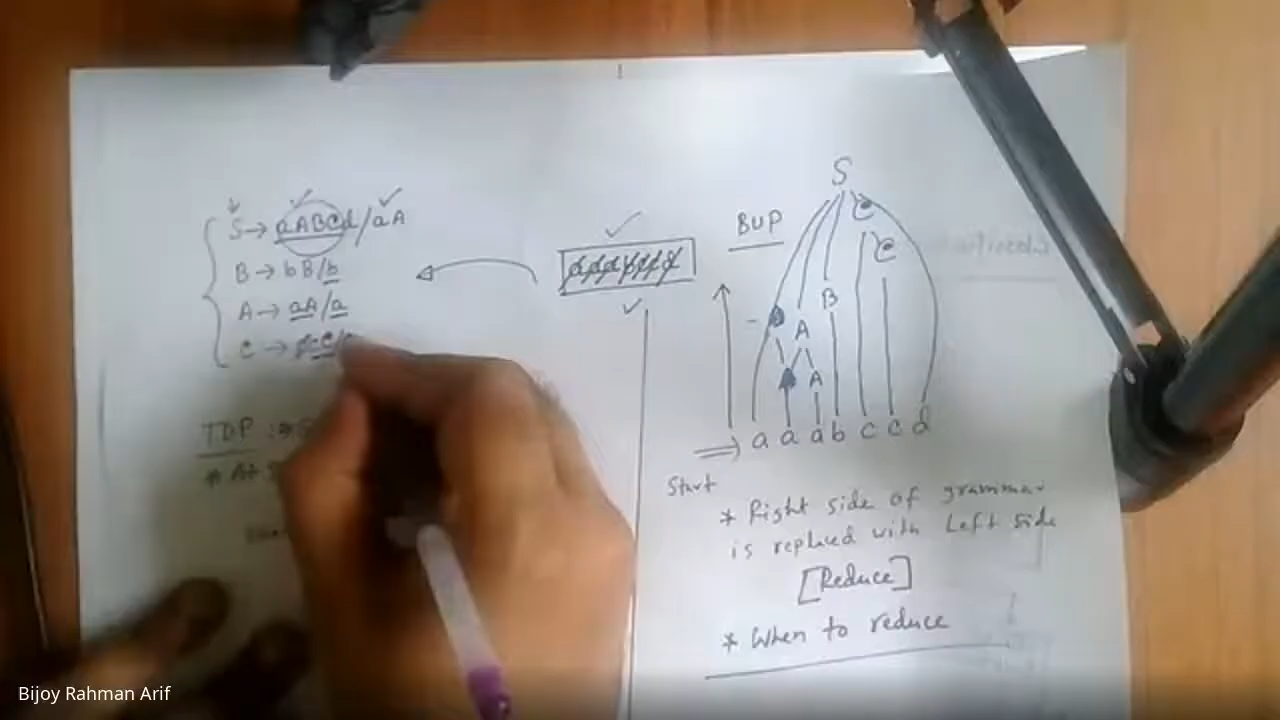 S → aABCd/aA
B → bB/b
A → aA/a
C →
TDP :⇒ S
* At
BUP
S
C
C
B
A
A
a a a b c c d
Start
* Right side of grammar
is replaced with Left side
[Reduce]
* When to reduce
Bijoy Rahman Arif